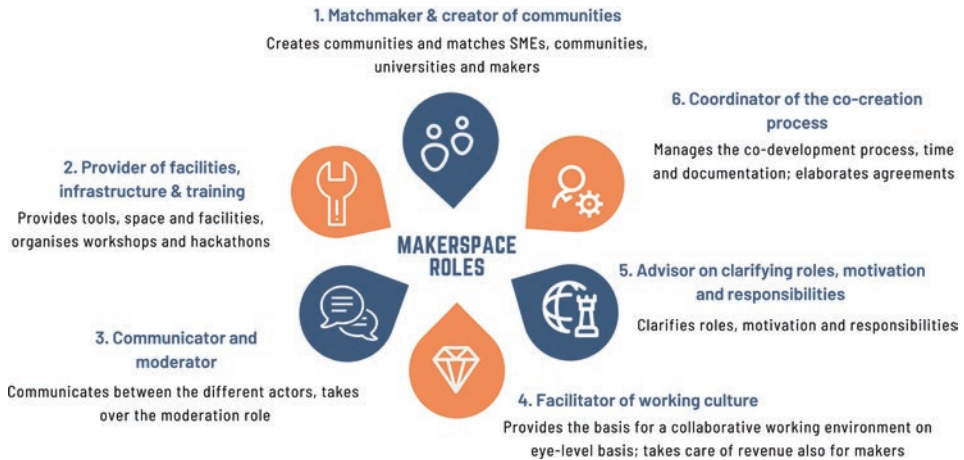 1. Matchmaker & creator of communities
Creates communities and matches SMEs, communities,
universities and makers
2. Provider of facilities,
infrastructure & training
Provides tools, space and facilities,
organises workshops and hackathons
3. Communicator and
moderator
Communicates between the different actors, takes
over the moderation role
MAKERSPACE
ROLES
4. Facilitator of working culture
Provides the basis for a collaborative working environment on
eye-level basis; takes care of revenue also for makers
5. Advisor on clarifying roles, motivation
and responsibilities
Clarifies roles, motivation and responsibilities
6. Coordinator of the co-creation
process
Manages the co-development process, time
and documentation; elaborates agreements